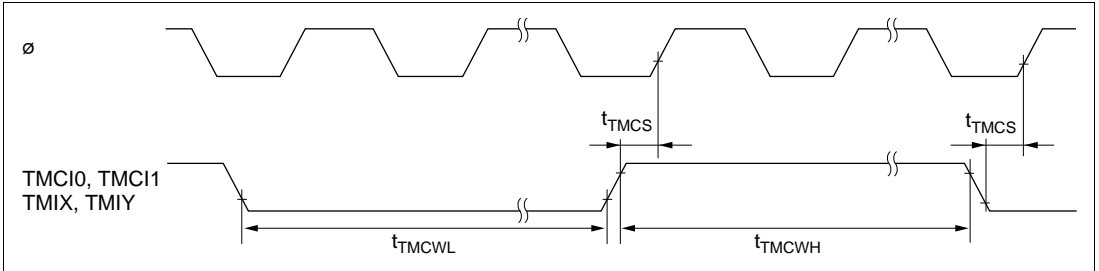 ø
tTMCS
tTMCS
TMCI0, TMCI1
TMIX, TMIY
tTMCWL
tTMCWH